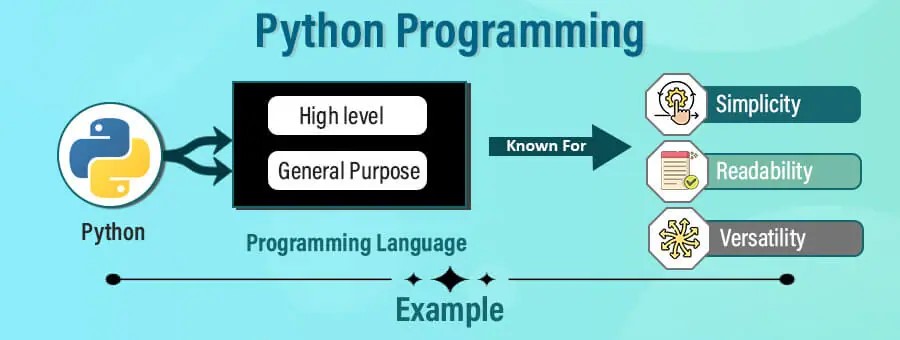 Python Programming
High level
General Purpose
Python
Programming Language
Known For
Simplicity
Readability
Versatility
Example